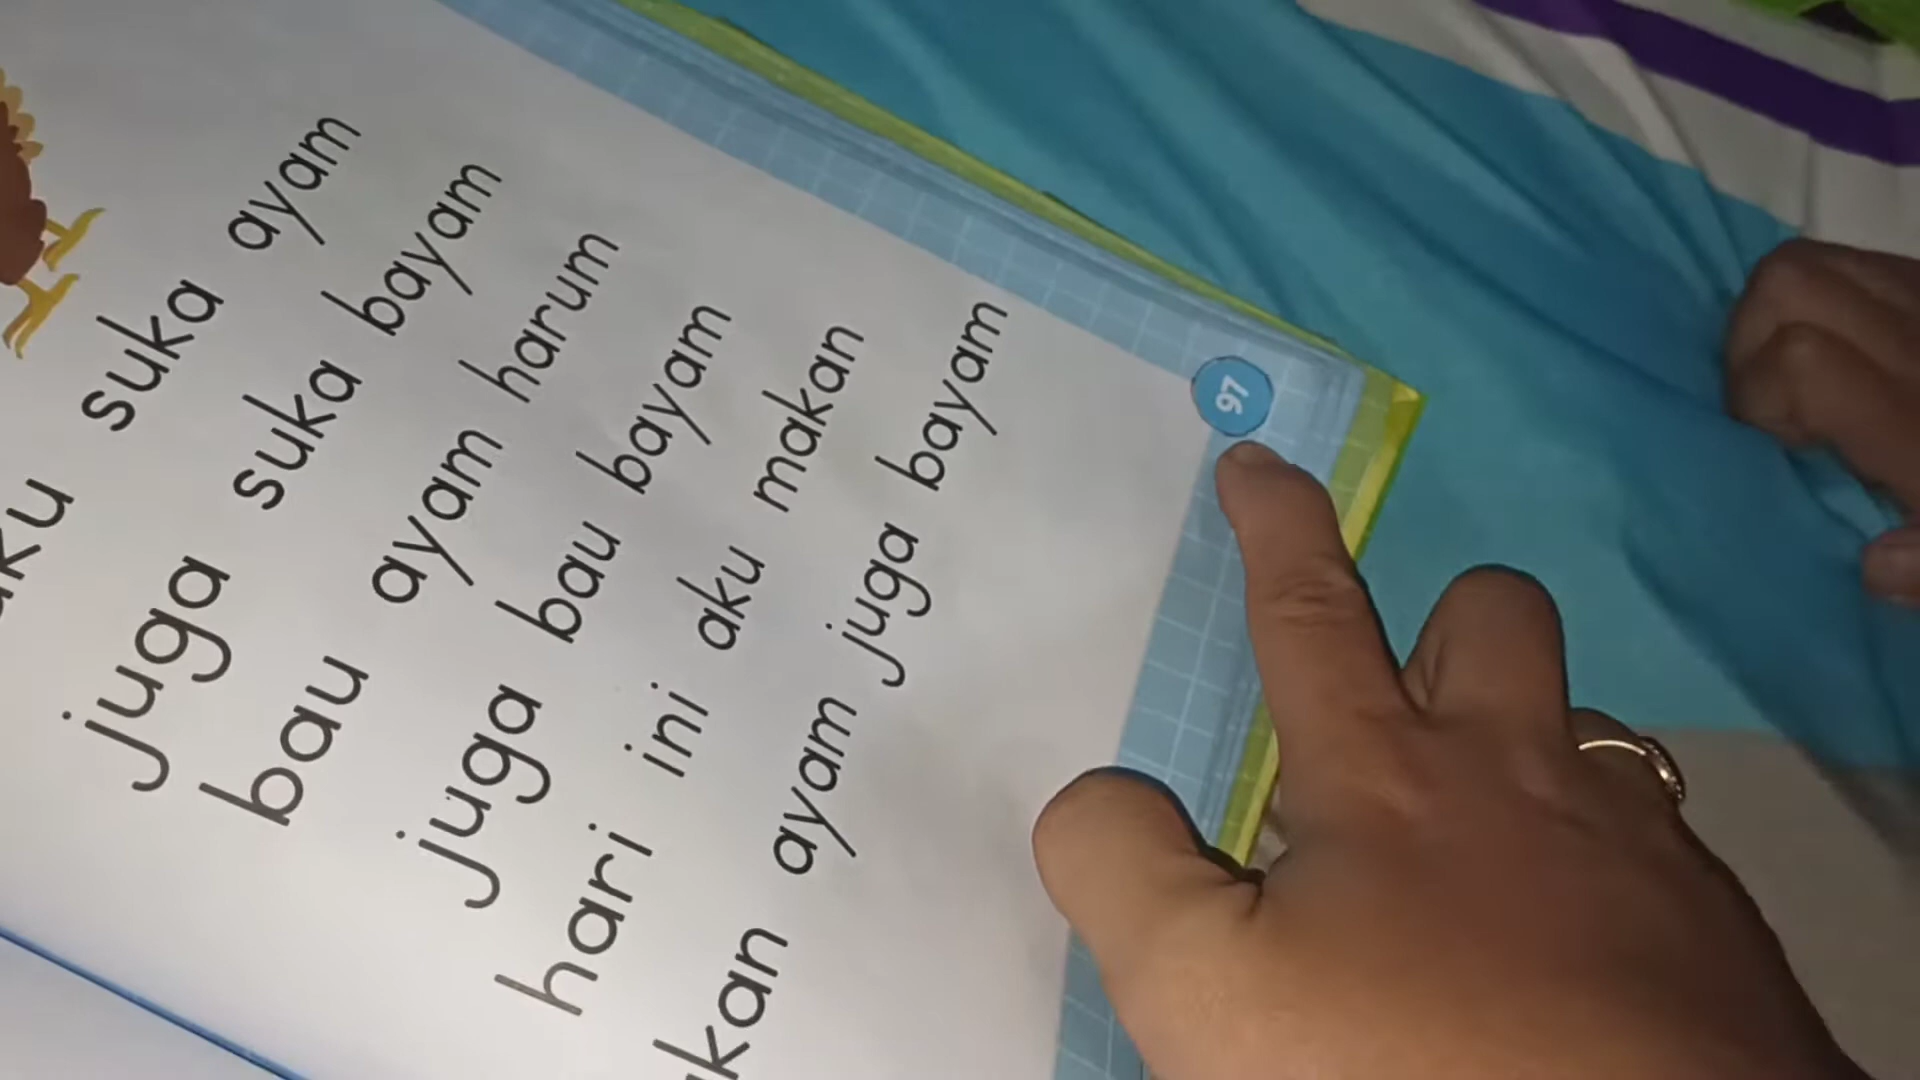 suka ayam
juga suka bayam
bau ayam harum
juga bau bayam
hari ini aku makan
ayam juga bayam
97